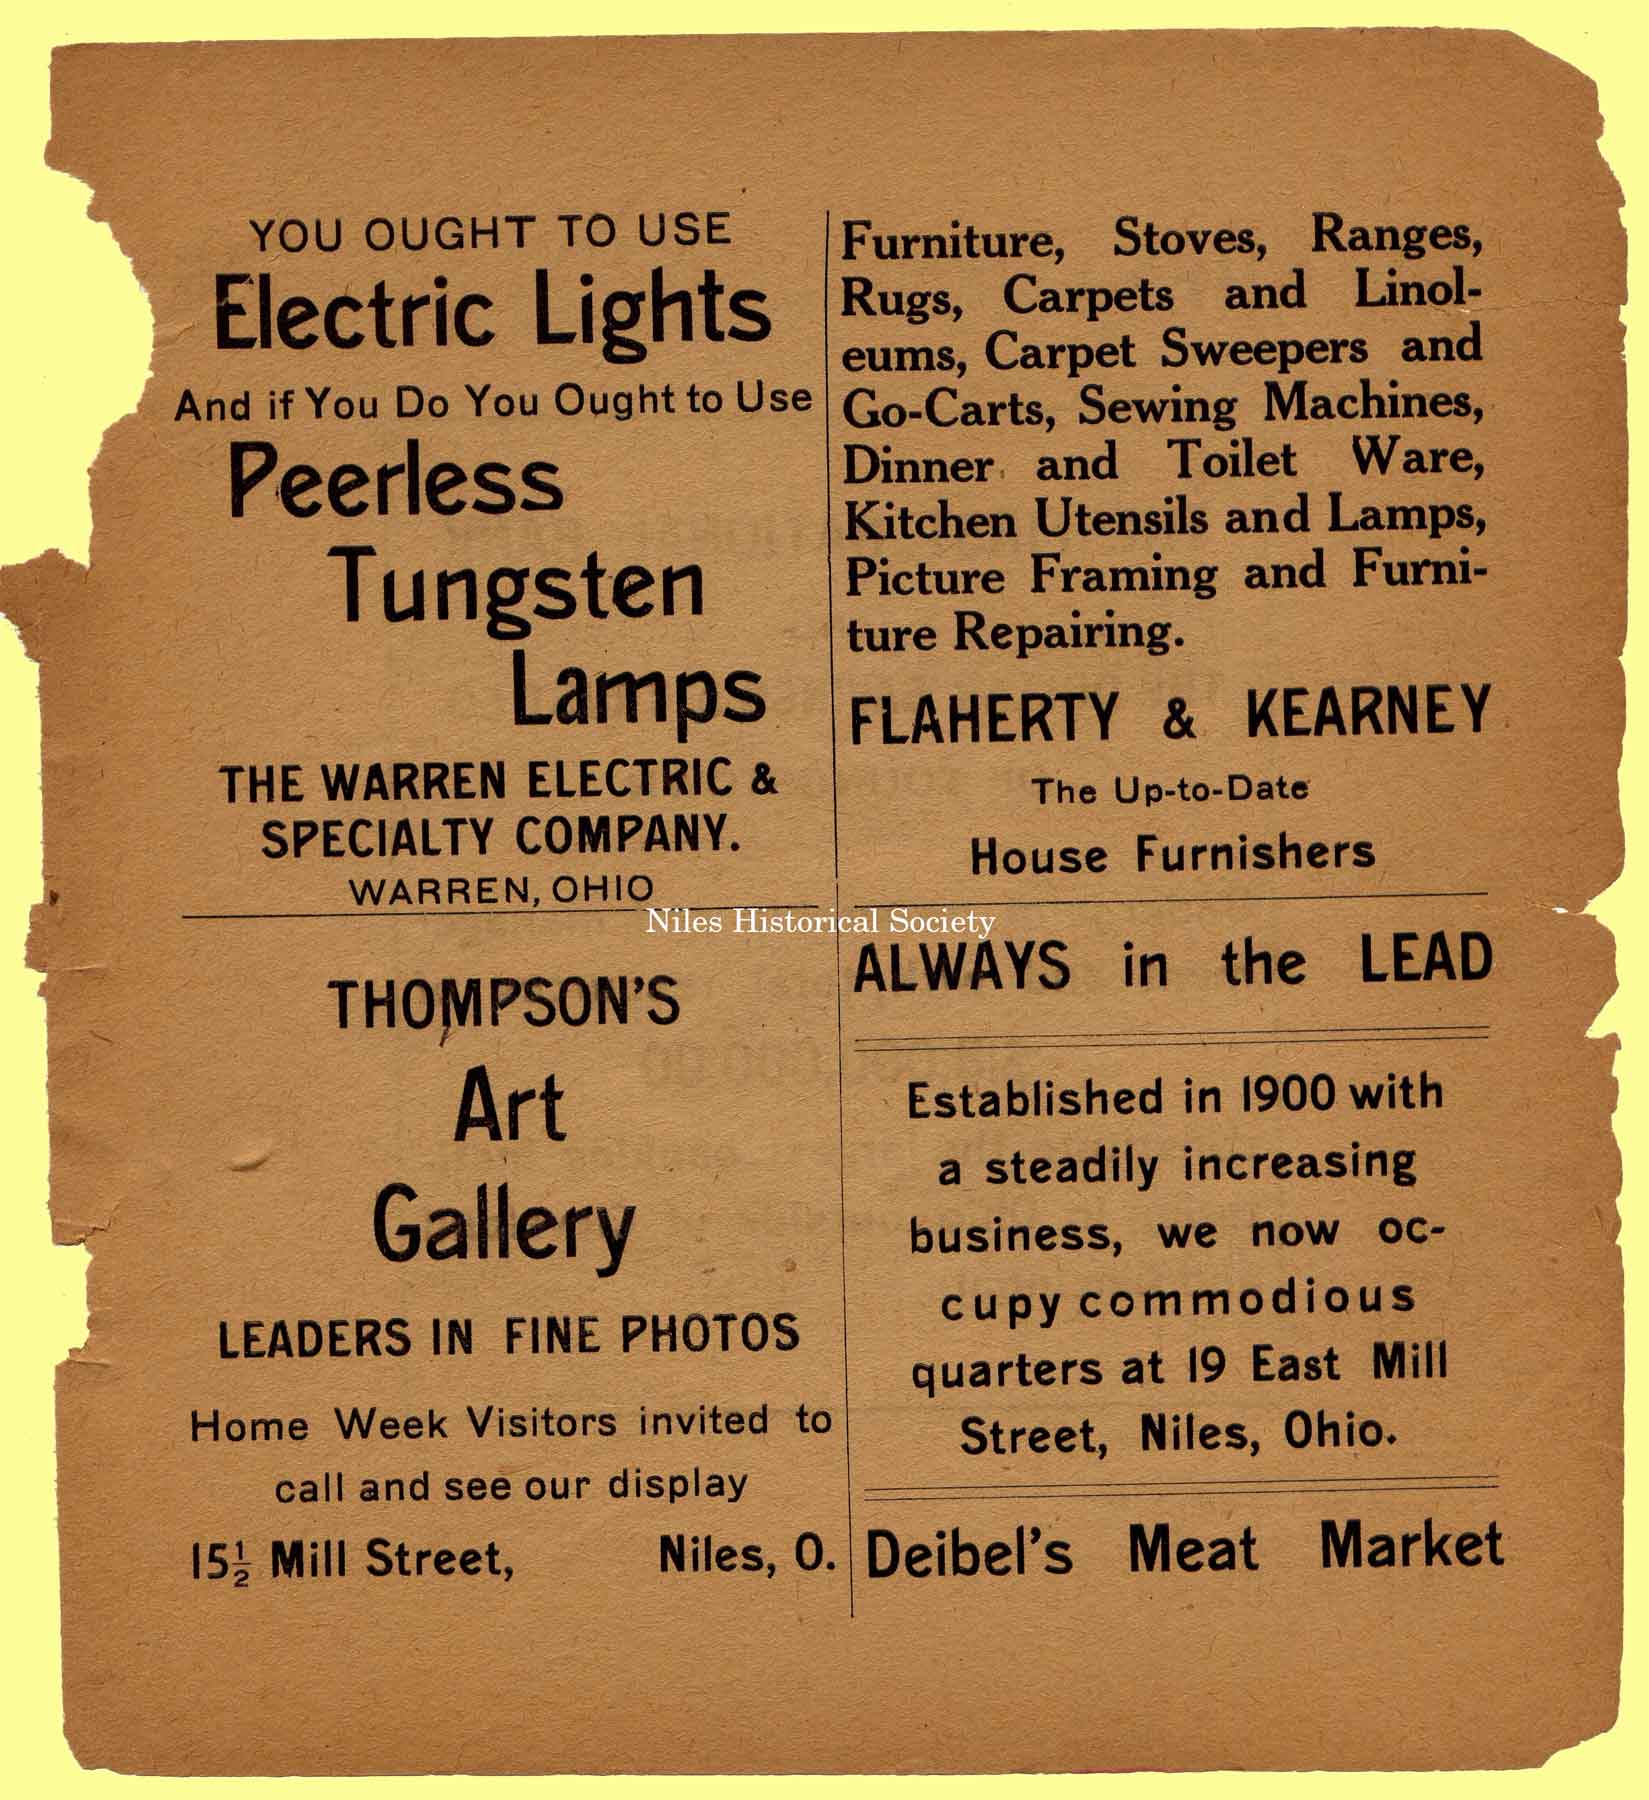 YOU OUGHT TO USE
Electric Lights
And if You Do You Ought to Use
Peerless
Tungsten
Lamps
THE WARREN ELECTRIC &
SPECIALTY COMPANY.
WARREN, OHIO
THOMPSON'S
Art
Gallery
LEADERS IN FINE PHOTOS
Home Week Visitors invited to
call and see our display
15½ Mill Street, Niles, O.
Furniture, Stoves, Ranges,
Rugs, Carpets and Linol-
eums, Carpet Sweepers and
Go-Carts, Sewing Machines,
Dinner and Toilet Ware,
Kitchen Utensils and Lamps,
Picture Framing and Furni-
ture Repairing.
FLAHERTY & KEARNEY
The Up-to-Date
House Furnishers
ALWAYS in the LEAD
Established in 1900 with
a steadily increasing
business, we now oc-
cupy commodious
quarters at 19 East Mill
Street, Niles, Ohio.
Deibel's Meat Market
Niles Historical Society